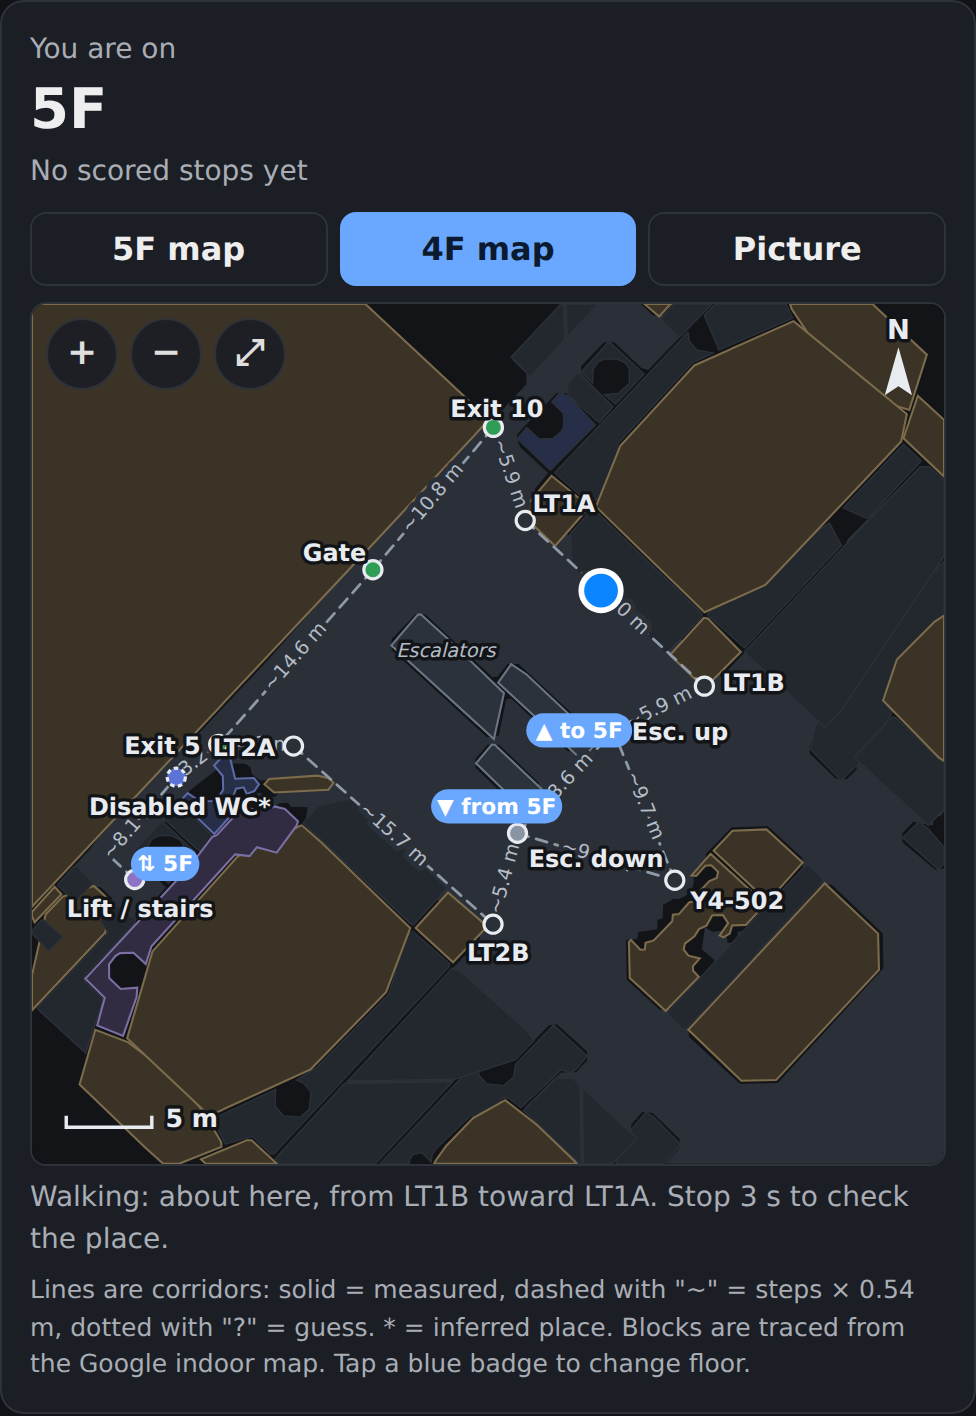 You are on
5F
No scored stops yet
5F map
4F map
Picture
+
−
N
Exit 10
~5.9 m
~10.8 m
LT1A
Gate
0 m
~14.6 m
Escalators
LT1B
~5.9 m
▲ to 5F
Esc. up
Exit 5
LT2A
3.2
Disabled WC*
8.6 m
~9.7 m
▼ from 5F
~15.7 m
~8.1
⇅ 5F
~9
Esc. down
~5.4 m
Y4-502
Lift / stairs
LT2B
5 m
Walking: about here, from LT1B toward LT1A. Stop 3 s to check
the place.
Lines are corridors: solid = measured, dashed with "~" = steps × 0.54
m, dotted with "?" = guess. * = inferred place. Blocks are traced from
the Google indoor map. Tap a blue badge to change floor.